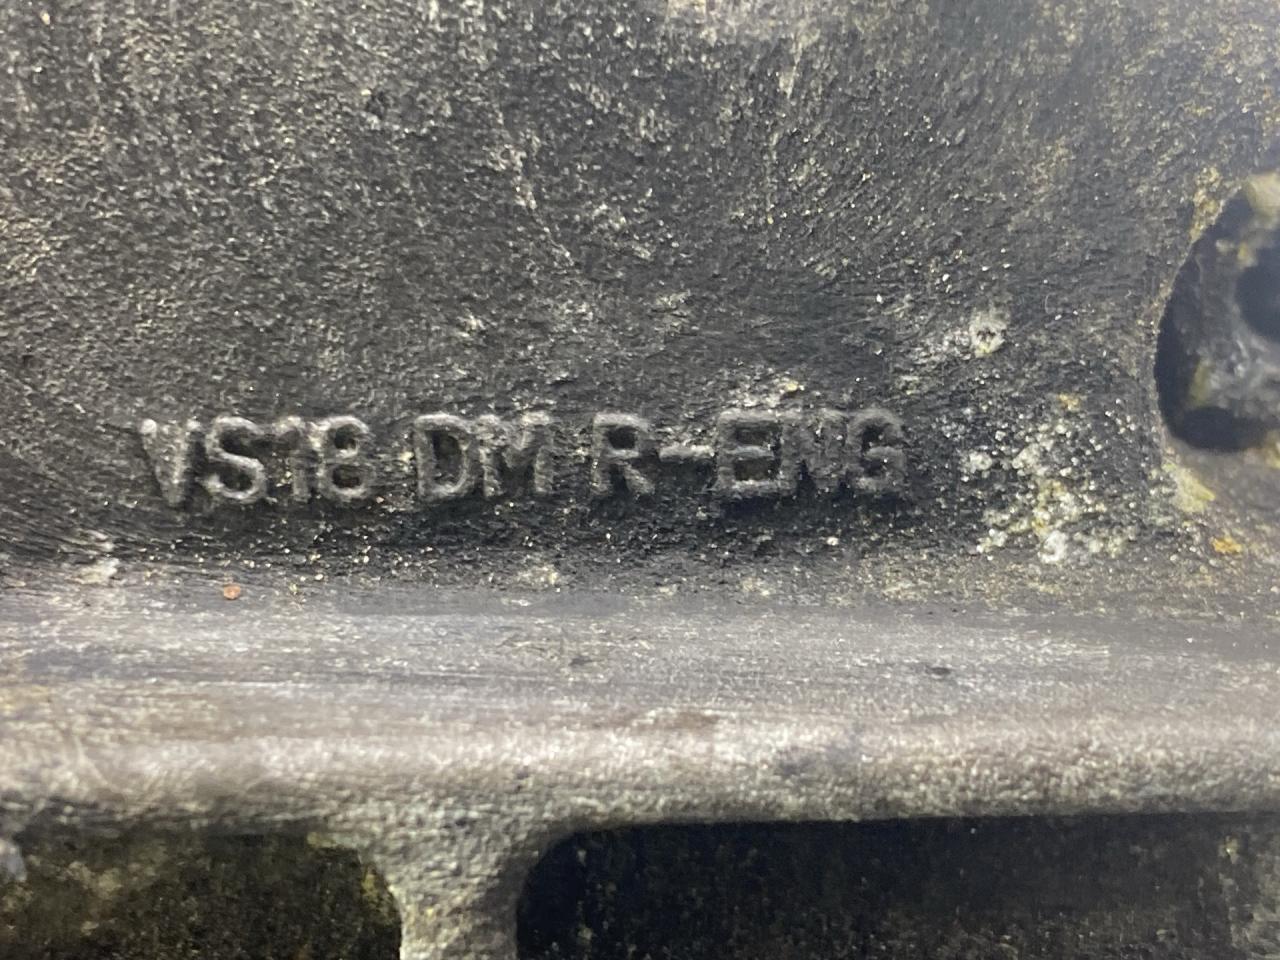 VS18 DM R-ENG